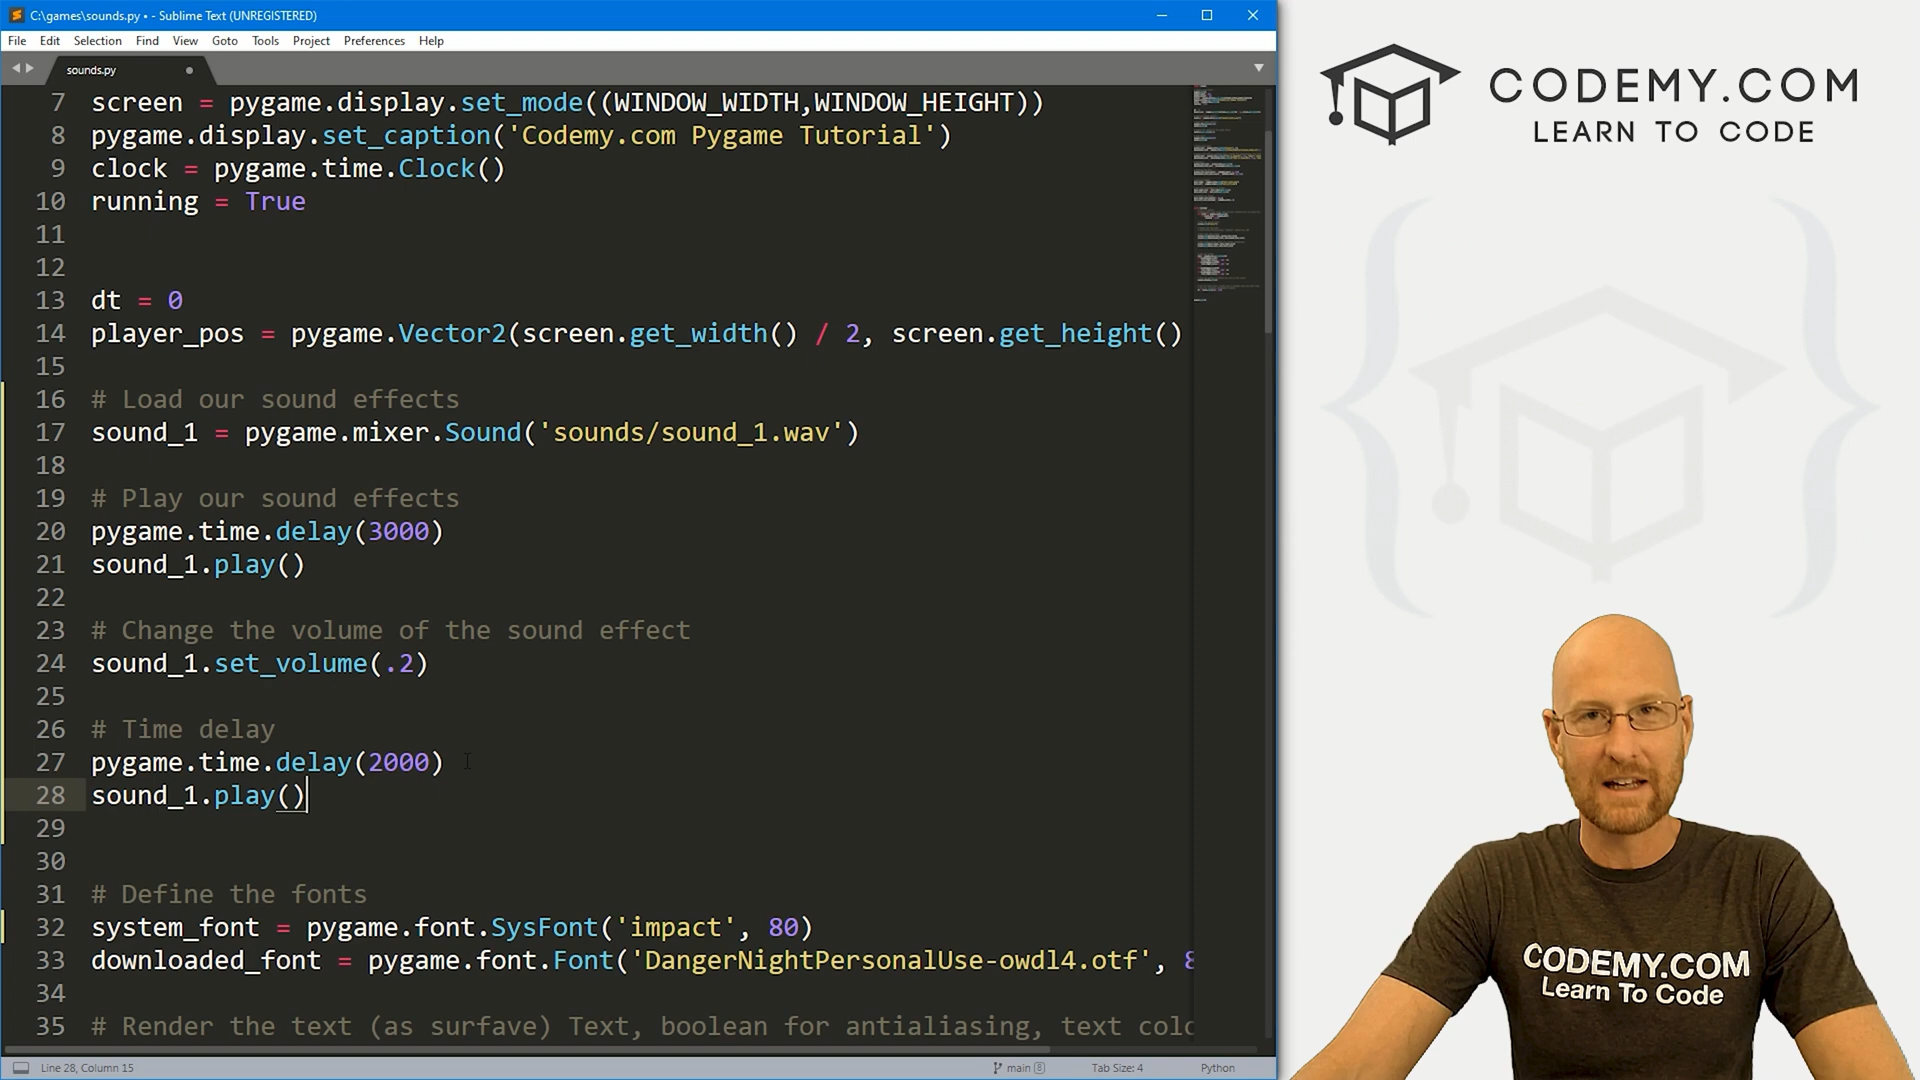 C:\games\sounds.py • - Sublime Text (UNREGISTERED)
File Edit Selection Find View Goto Tools Project Preferences Help
sounds.py
7 screen = pygame.display.set_mode((WINDOW_WIDTH,WINDOW_HEIGHT))
8 pygame.display.set_caption('Codemy.com Pygame Tutorial')
9 clock = pygame.time.Clock()
10 running = True
11
12
13 dt = 0
14 player_pos = pygame.Vector2(screen.get_width() / 2, screen.get_height()
15
16 # Load our sound effects
17 sound_1 = pygame.mixer.Sound('sounds/sound_1.wav')
18
19 # Play our sound effects
20 pygame.time.delay(3000)
21 sound_1.play()
22
23 # Change the volume of the sound effect
24 sound_1.set_volume(.2)
25
26 # Time delay
27 pygame.time.delay(2000)
28 sound_1.play()
29
30
31 # Define the fonts
32 system_font = pygame.font.SysFont('impact', 80)
33 downloaded_font = pygame.font.Font('DangerNightPersonalUse-owdl4.otf',
34
35 # Render the text (as surfave) Text, boolean for antialiasing, text
Line 28, Column 15
main 8
Tab Size: 4
Python
CODEMY.COM
LEARN TO CODE
CODEMY.COM
Learn To Code